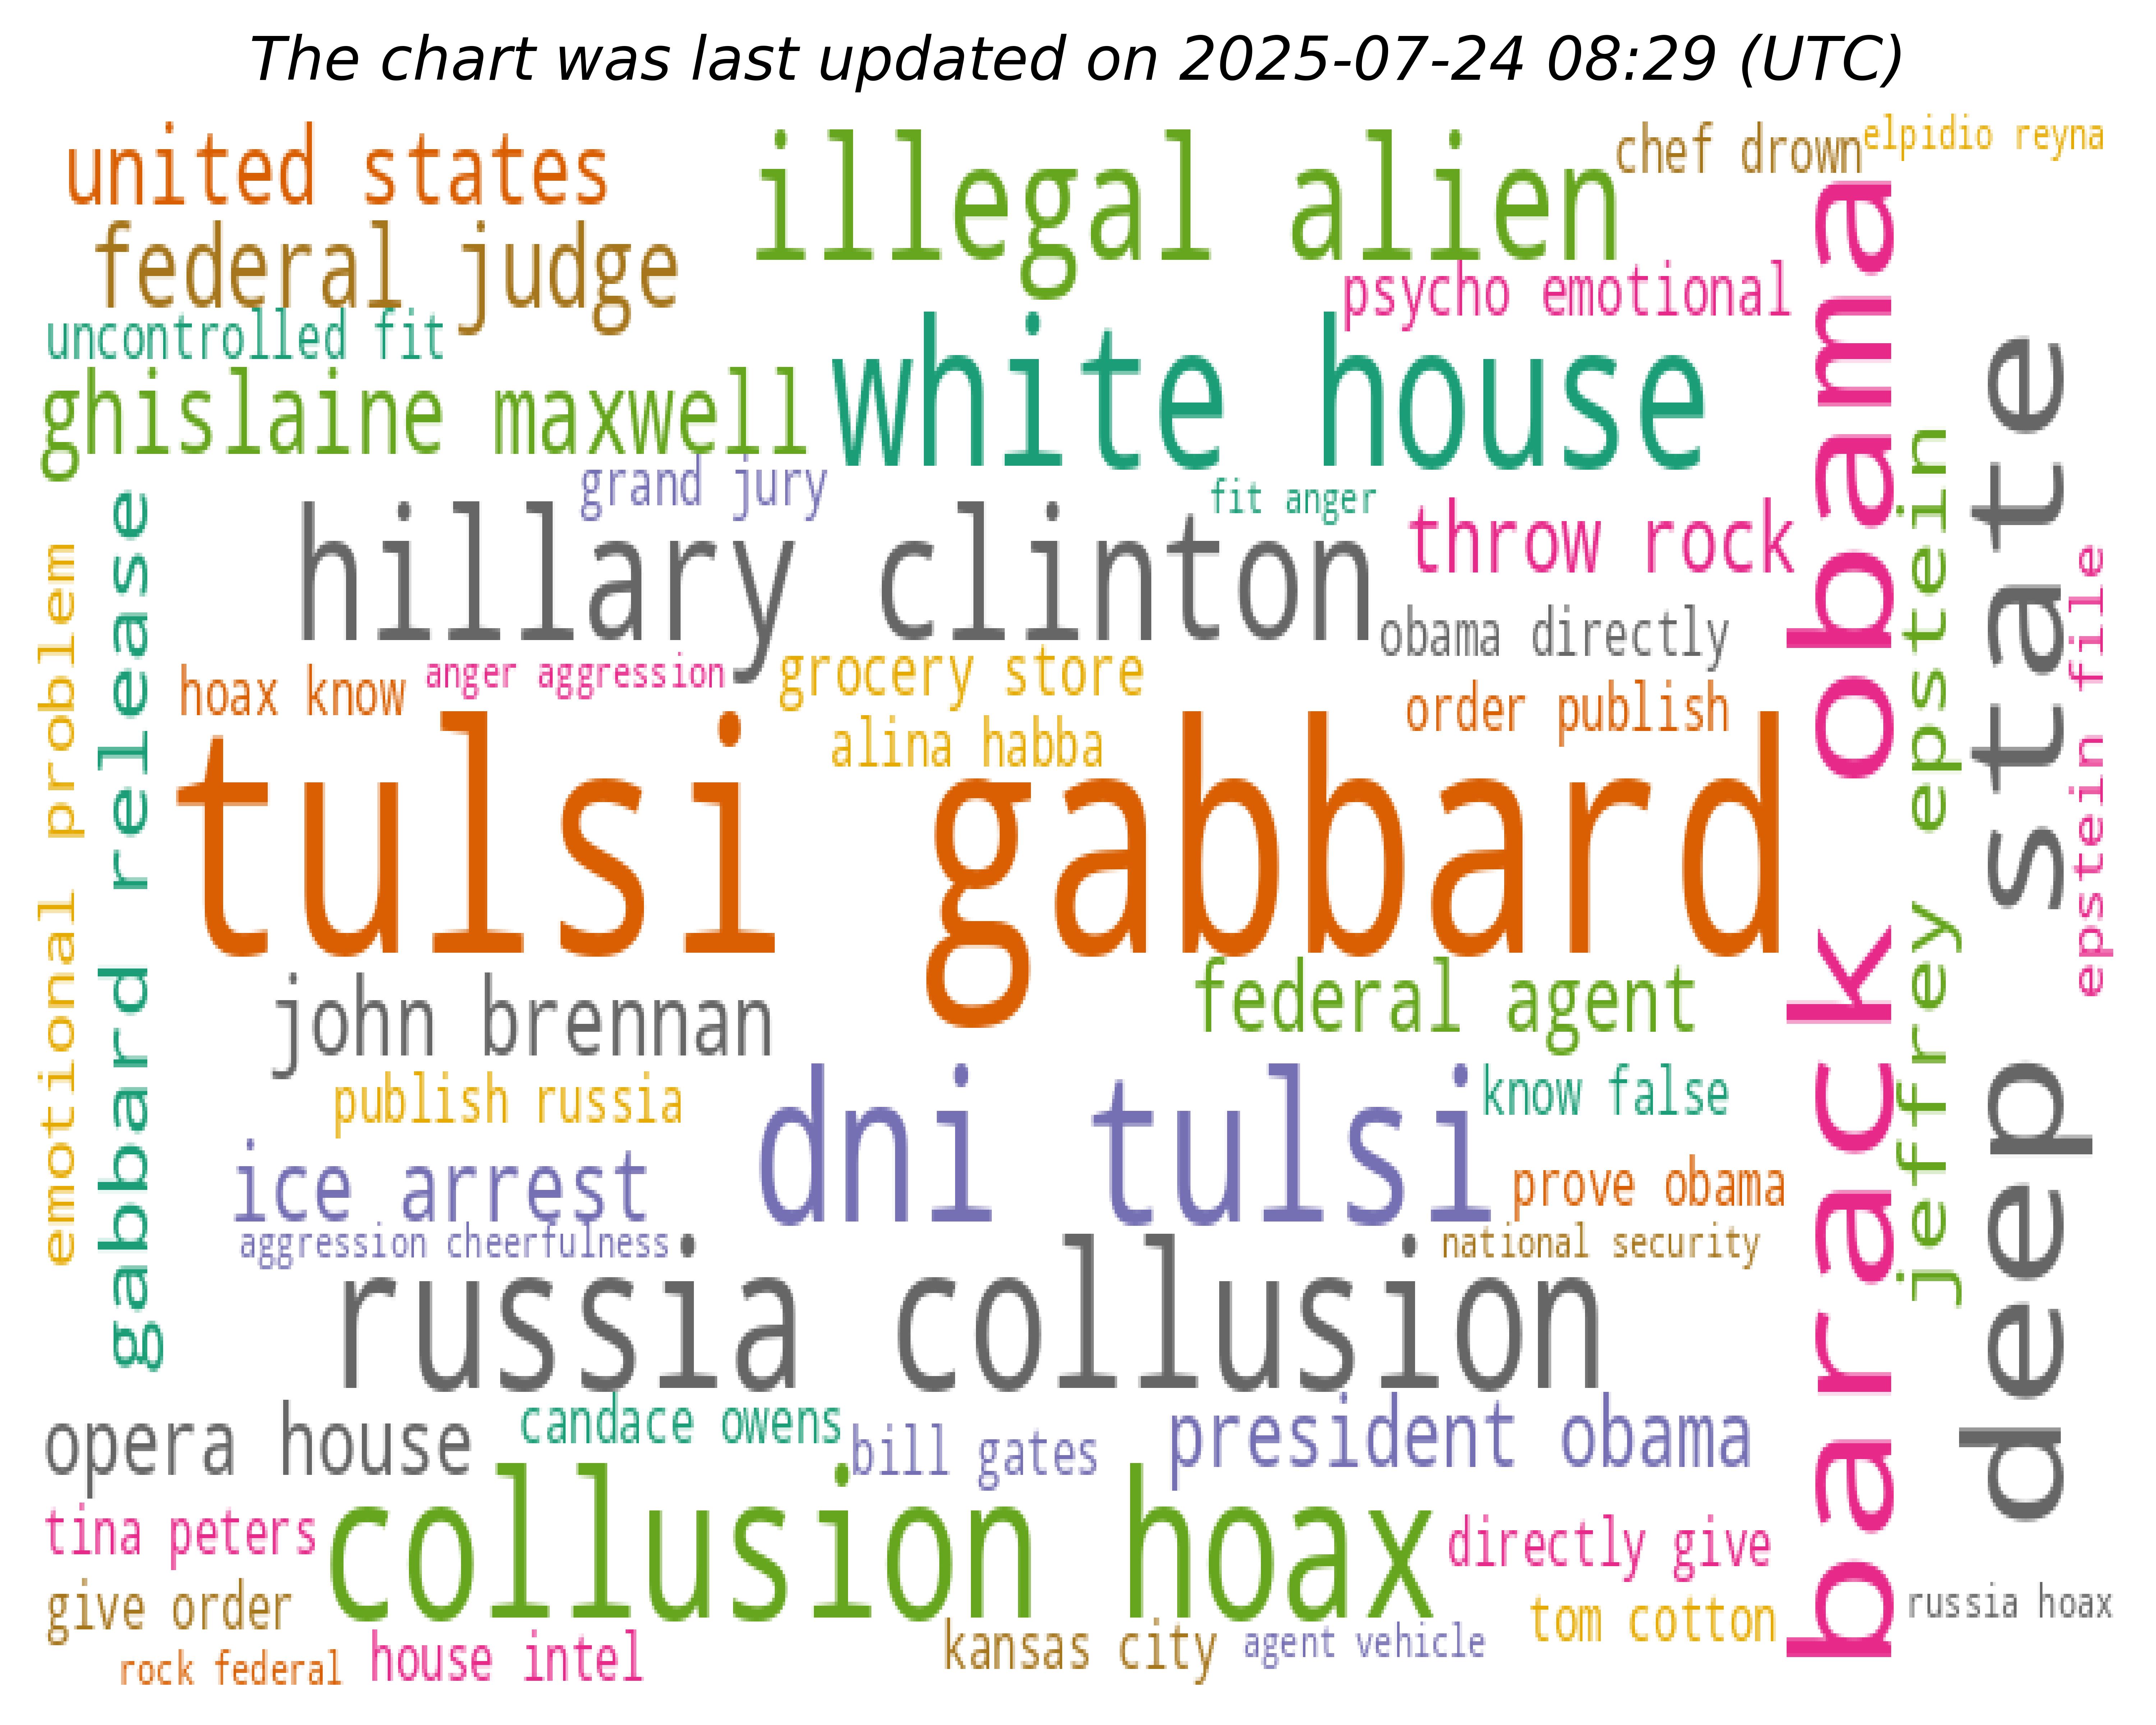 The chart was last updated on 2025-07-24 08:29 (UTC)
united states
illegal alien
chef drown
elpidio reyna
federal judge
psycho emotional
uncontrolled fit
white house
ghislaine maxwell
grand jury
fit anger
hillary clinton
throw rock
obama directly
hoax know
anger aggression
grocery store
order publish
alina habba
tulsi gabbard
john brennan
federal agent
publish russia
dni tulsi
know false
ice arrest
prove obama
aggression cheerfulness
national security
russia collusion
opera house
candace owens
bill gates
president obama
tina peters
collusion hoax
directly give
give order
tom cotton
russia hoax
rock federal
house intel
kansas city
agent vehicle
emotional problem
gabbard release
barack obama
jeffrey epstein
deep state
epstein file